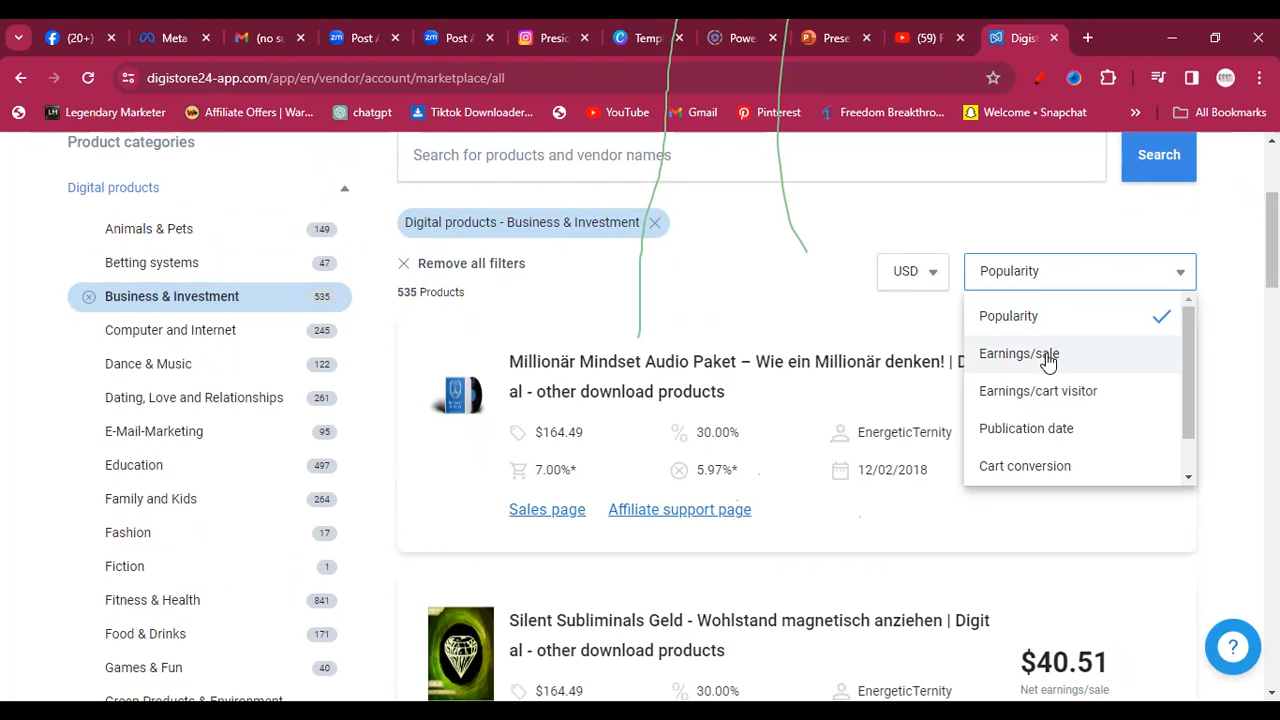 (20+)
Meta
(no su
Post A
Post A
Presic
Templ
Powe
Prese
(59) F
Digist
digistore24-app.com/app/en/vendor/account/marketplace/all
Legendary Marketer
Affiliate Offers | War...
chatgpt
Tiktok Downloader...
YouTube
Gmail
Pinterest
Freedom Breakthro...
Welcome • Snapchat
»
All Bookmarks
Product categories
Search for products and vendor names
Search
Digital products
Digital products - Business & Investment
Animals & Pets 149
Betting systems 47
Remove all filters
USD
Popularity
Business & Investment 535
535 Products
Popularity
Computer and Internet 245
Earnings/sale
Dance & Music 122
Millionär Mindset Audio Paket – Wie ein Millionär denken! | D
al - other download products
Earnings/cart visitor
Dating, Love and Relationships 261
E-Mail-Marketing 95
$164.49 30.00% EnergeticTernity
Publication date
Education 497
7.00%* 5.97%* 12/02/2018
Cart conversion
Family and Kids 264
Sales page Affiliate support page
Fashion 17
Fiction 1
Fitness & Health 841
Silent Subliminals Geld - Wohlstand magnetisch anziehen | Digit
al - other download products
Food & Drinks 171
$40.51
Net earnings/sale
Games & Fun 40
$164.49 30.00% EnergeticTernity
Green Products & Environment
?